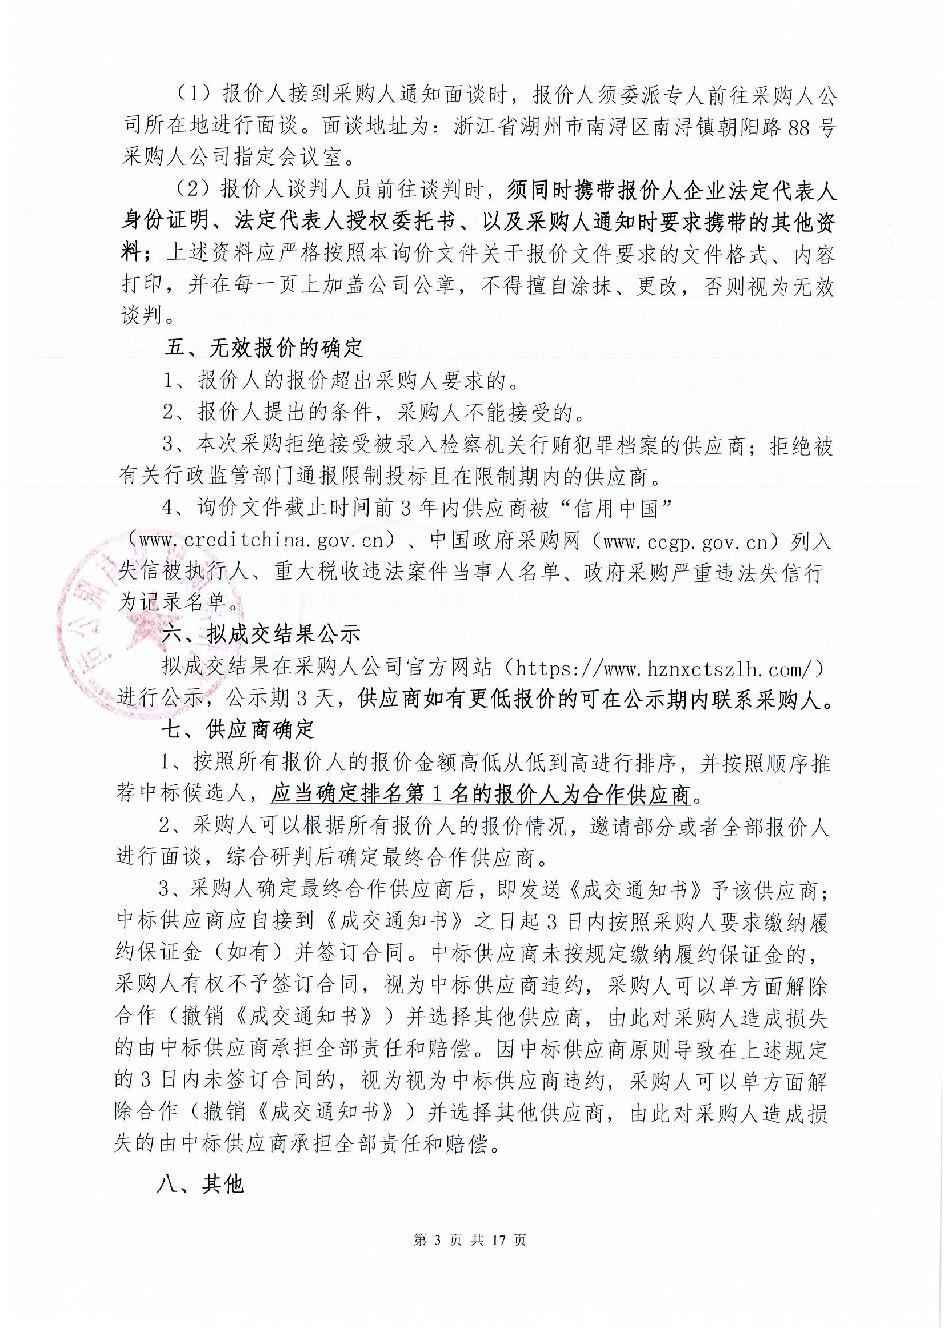 （1）报价人接到采购人通知面谈时，报价人须委派专人前往采购人公
司所在地进行面谈。面谈地址为：浙江省湖州市南浔区南浔镇朝阳路 88 号
采购人公司指定会议室。
（2）报价人谈判人员前往谈判时，须同时携带报价人企业法定代表人
身份证明、法定代表人授权委托书、以及采购人通知时要求携带的其他资
料；上述资料应严格按照本询价文件关于报价文件要求的文件格式、内容
打印，并在每一页上加盖公司公章，不得擅自涂抹、更改，否则视为无效
谈判。
五、无效报价的确定
1、报价人的报价超出采购人要求的。
2、报价人提出的条件，采购人不能接受的。
3、本次采购拒绝接受被录入检察机关行贿犯罪档案的供应商；拒绝被
有关行政监管部门通报限制投标且在限制期内的供应商。
4、询价文件截止时间前 3 年内供应商被“信用中国”
（www.creditchina.gov.cn）、中国政府采购网（www.ccgp.gov.cn）列入
失信被执行人、重大税收违法案件当事人名单、政府采购严重违法失信行
为记录名单。
六、拟成交结果公示
拟成交结果在采购人公司官方网站（https://www.hznxctszlh.com/）
进行公示，公示期 3 天，供应商如有更低报价的可在公示期内联系采购人。
七、供应商确定
1、按照所有报价人的报价金额高低从低到高进行排序，并按照顺序推
荐中标候选人，应当确定排名第 1 名的报价人为合作供应商。
2、采购人可以根据所有报价人的报价情况，邀请部分或者全部报价人
进行面谈，综合研判后确定最终合作供应商。
3、采购人确定最终合作供应商后，即发送《成交通知书》予该供应商；
中标供应商应自接到《成交通知书》之日起 3 日内按照采购人要求缴纳履
约保证金（如有）并签订合同。中标供应商未按规定缴纳履约保证金的，
采购人有权不予签订合同，视为中标供应商违约，采购人可以单方面解除
合作（撤销《成交通知书》）并选择其他供应商，由此对采购人造成损失
的由中标供应商承担全部责任和赔偿。因中标供应商原则导致在上述规定
的 3 日内未签订合同的，视为视为中标供应商违约，采购人可以单方面解
除合作（撤销《成交通知书》）并选择其他供应商，由此对采购人造成损
失的由中标供应商承担全部责任和赔偿。
八、其他
第 3 页 共 17 页